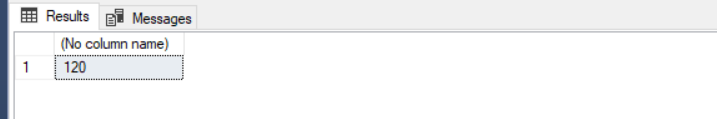 Results Messages
(No column name)
1 120